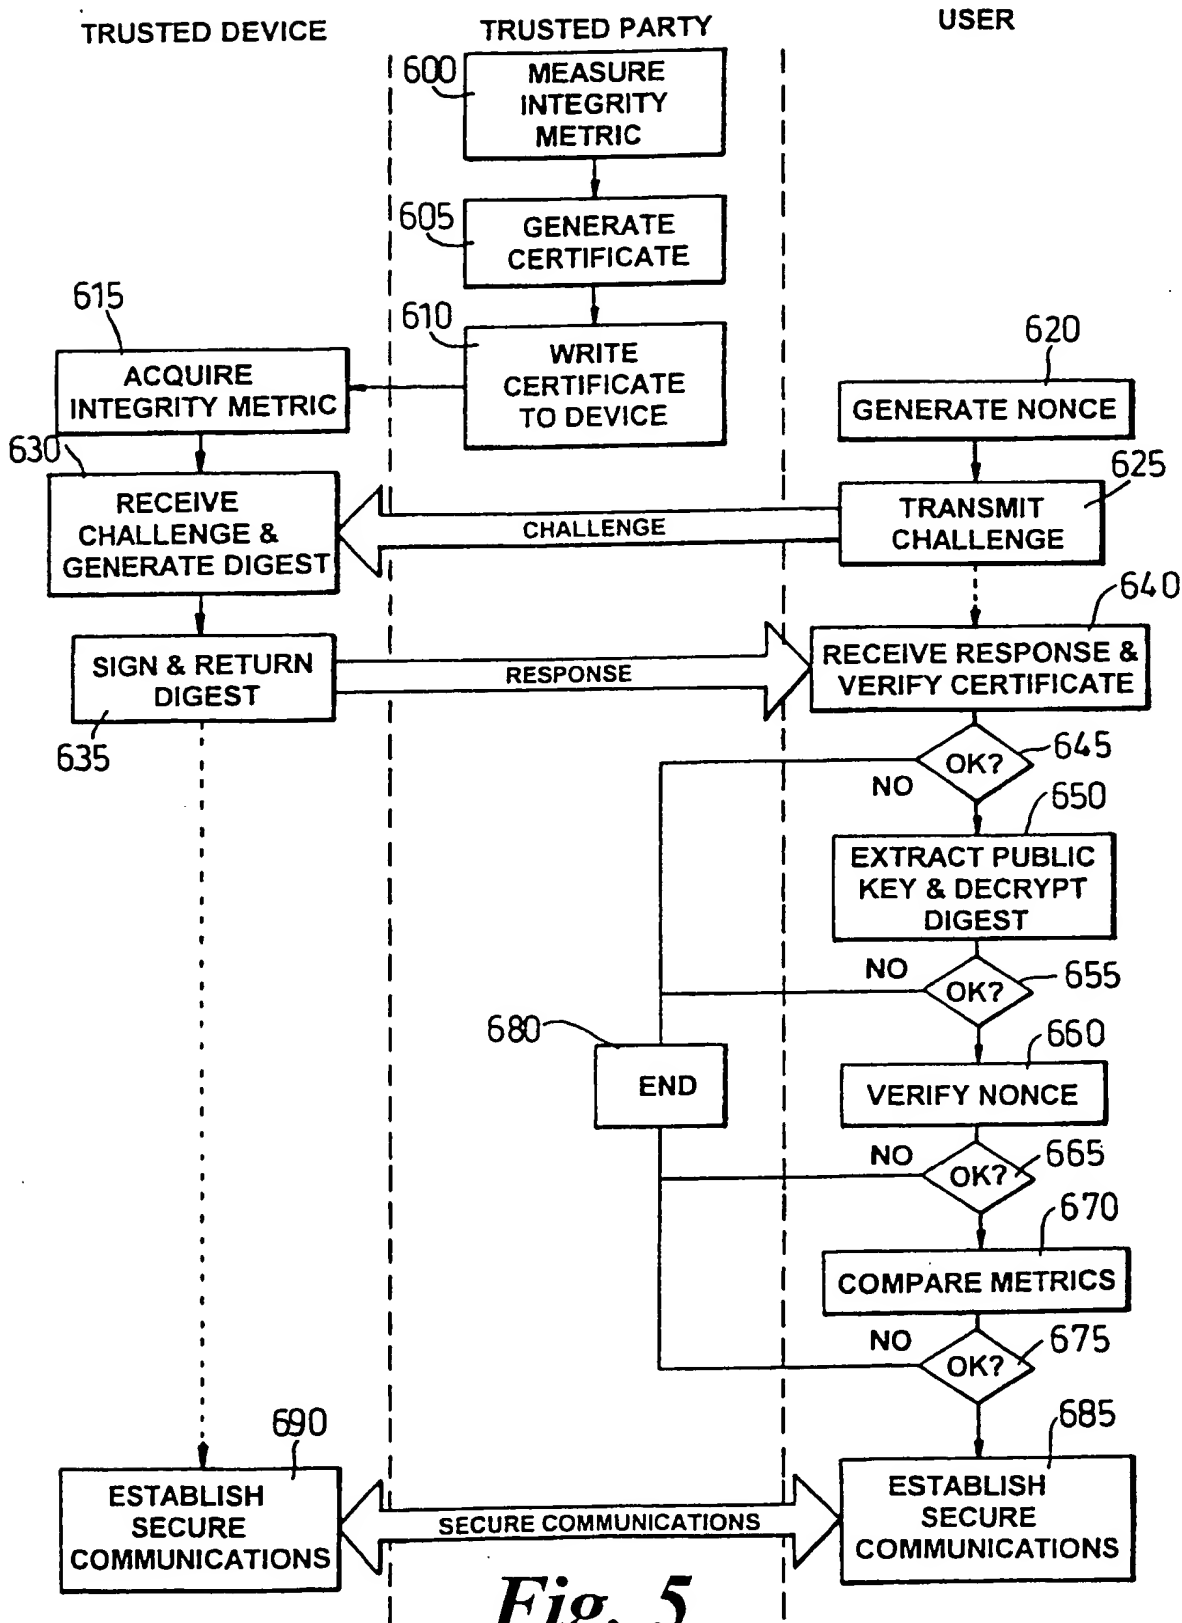 TRUSTED DEVICE
TRUSTED PARTY
USER
600
MEASURE
INTEGRITY
METRIC
605
GENERATE
CERTIFICATE
610
WRITE
CERTIFICATE
TO DEVICE
615
ACQUIRE
INTEGRITY METRIC
620
GENERATE NONCE
625
TRANSMIT
CHALLENGE
CHALLENGE
630
RECEIVE
CHALLENGE &
GENERATE DIGEST
SIGN & RETURN
DIGEST
635
RESPONSE
640
RECEIVE RESPONSE &
VERIFY CERTIFICATE
OK?
645
NO
650
EXTRACT PUBLIC
KEY & DECRYPT
DIGEST
NO
OK?
655
680
END
660
VERIFY NONCE
NO
OK?
665
670
COMPARE METRICS
NO
OK?
675
685
ESTABLISH
SECURE
COMMUNICATIONS
690
ESTABLISH
SECURE
COMMUNICATIONS
SECURE COMMUNICATIONS
Fig. 5